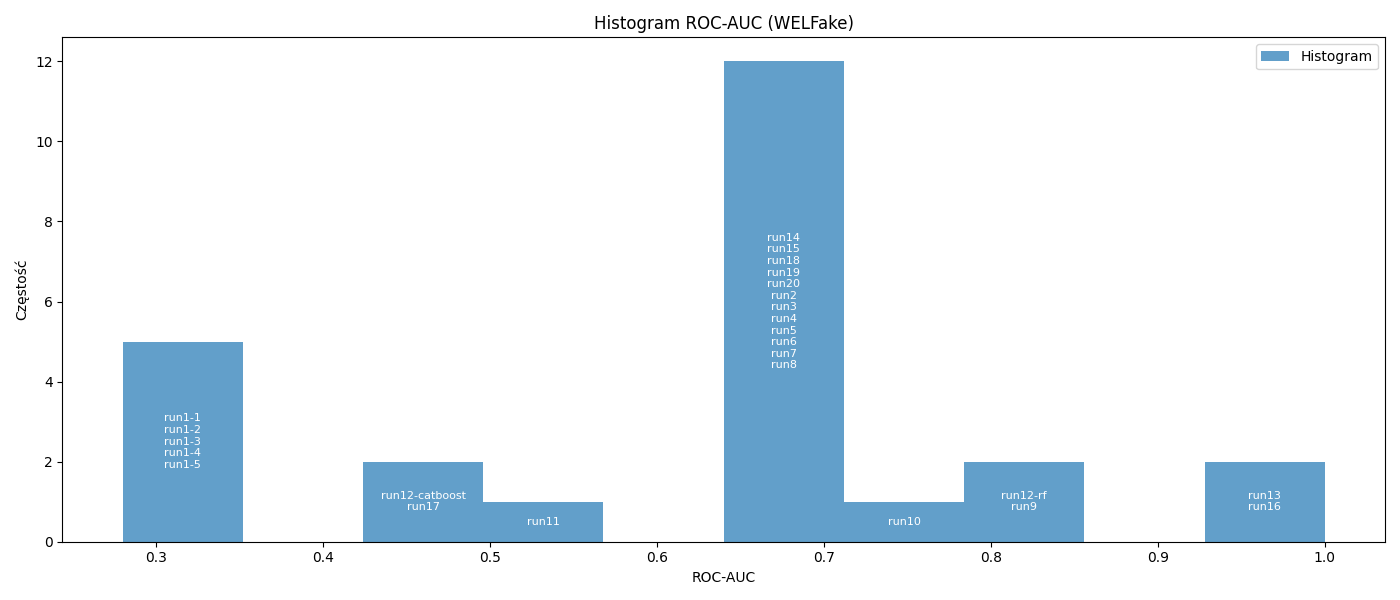 Histogram ROC-AUC (WELFake)
Histogram
Częstość
12
10
8
6
4
2
0
run1-1
run1-2
run1-3
run1-4
run1-5
run12-catboost
run17
run11
run14
run15
run18
run19
run20
run2
run3
run4
run5
run6
run7
run8
run10
run12-rf
run9
run13
run16
0.3
0.4
0.5
0.6
0.7
0.8
0.9
1.0
ROC-AUC